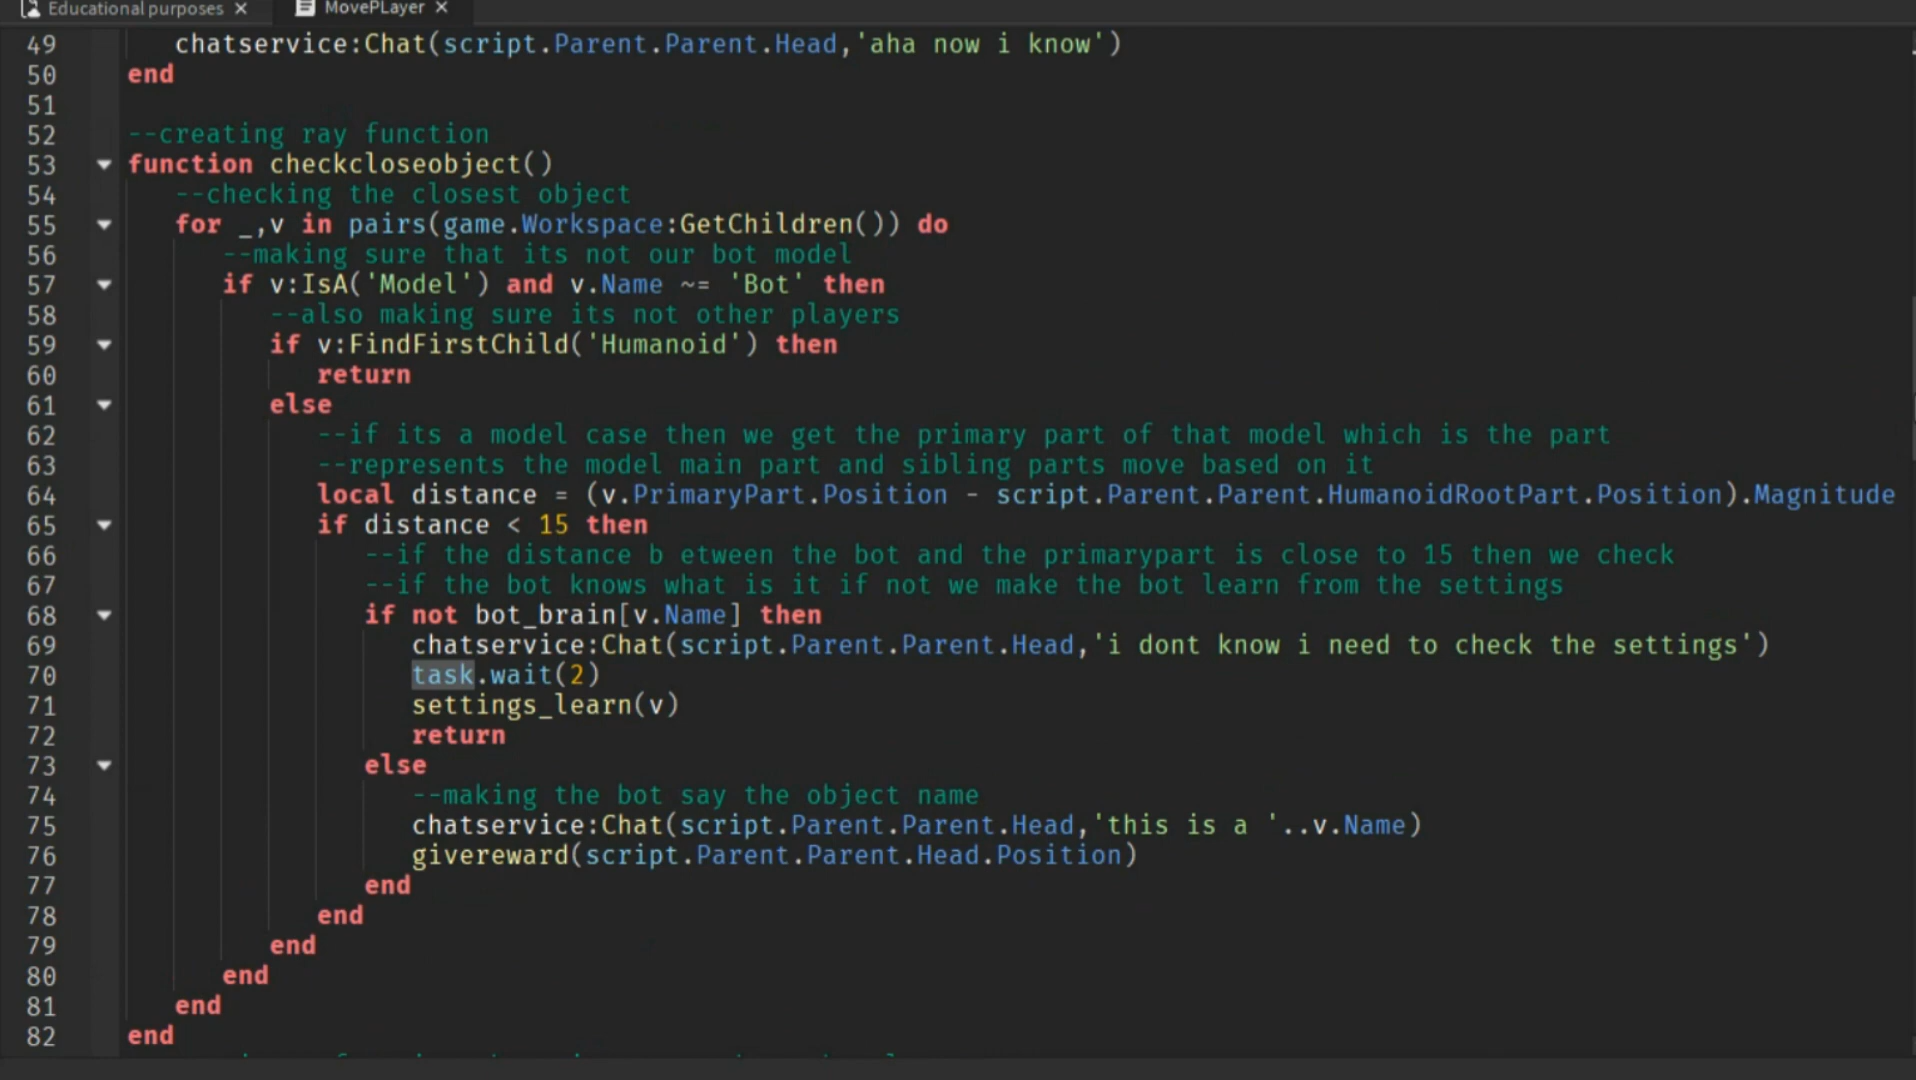 Educational purposes × MovePLayer ×
49 chatservice:Chat(script.Parent.Parent.Head,'aha now i know')
50 end
51
52 --creating ray function
53 function checkcloseobject()
54 --checking the closest object
55 for _,v in pairs(game.Workspace:GetChildren()) do
56 --making sure that its not our bot model
57 if v:IsA('Model') and v.Name ~= 'Bot' then
58 --also making sure its not other players
59 if v:FindFirstChild('Humanoid') then
60 return
61 else
62 --if its a model case then we get the primary part of that model which is the part
63 --represents the model main part and sibling parts move based on it
64 local distance = (v.PrimaryPart.Position - script.Parent.Parent.HumanoidRootPart.Position).Magnitude
65 if distance < 15 then
66 --if the distance b etween the bot and the primarypart is close to 15 then we check
67 --if the bot knows what is it if not we make the bot learn from the settings
68 if not bot_brain[v.Name] then
69 chatservice:Chat(script.Parent.Parent.Head,'i dont know i need to check the settings')
70 task.wait(2)
71 settings_learn(v)
72 return
73 else
74 --making the bot say the object name
75 chatservice:Chat(script.Parent.Parent.Head,'this is a '..v.Name)
76 givereward(script.Parent.Parent.Head.Position)
77 end
78 end
79 end
80 end
81 end
82 end